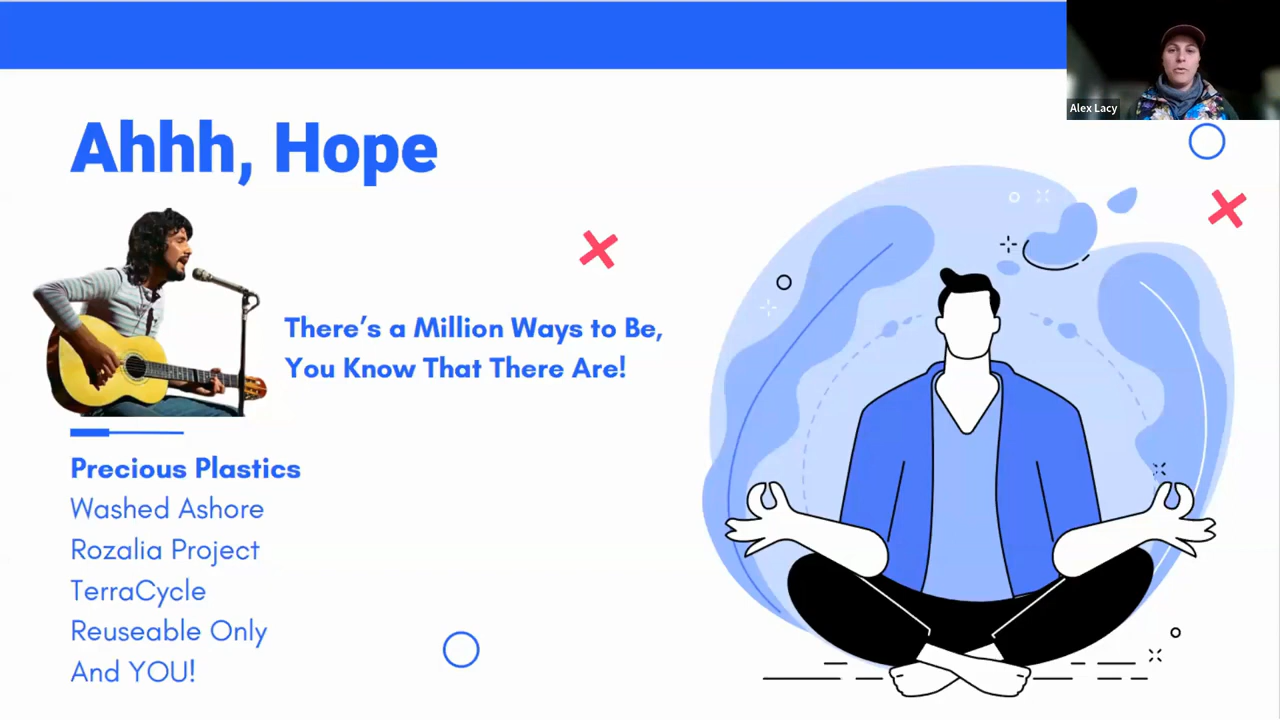 Alex Lacy
Ahhh, Hope
There's a Million Ways to Be,
You Know That There Are!
Precious Plastics
Washed Ashore
Rozalia Project
TerraCycle
Reuseable Only
And YOU!